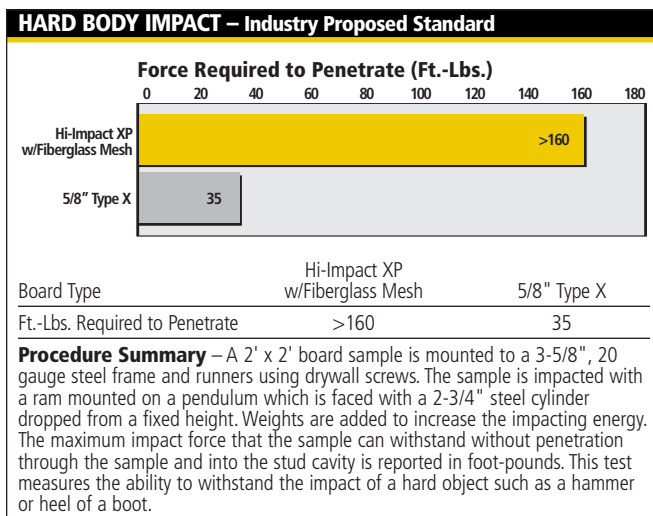 HARD BODY IMPACT – Industry Proposed Standard
Force Required to Penetrate (Ft.-Lbs.)
0 20 40 60 80 100 120 140 160 180
Hi-Impact XP
w/Fiberglass Mesh
>160
5/8" Type X
35
Hi-Impact XP
Board Type w/Fiberglass Mesh 5/8" Type X
Ft.-Lbs. Required to Penetrate >160 35
Procedure Summary – A 2' x 2' board sample is mounted to a 3-5/8", 20
gauge steel frame and runners using drywall screws. The sample is impacted with
a ram mounted on a pendulum which is faced with a 2-3/4" steel cylinder
dropped from a fixed height. Weights are added to increase the impacting energy.
The maximum impact force that the sample can withstand without penetration
through the sample and into the stud cavity is reported in foot-pounds. This test
measures the ability to withstand the impact of a hard object such as a hammer
or heel of a boot.